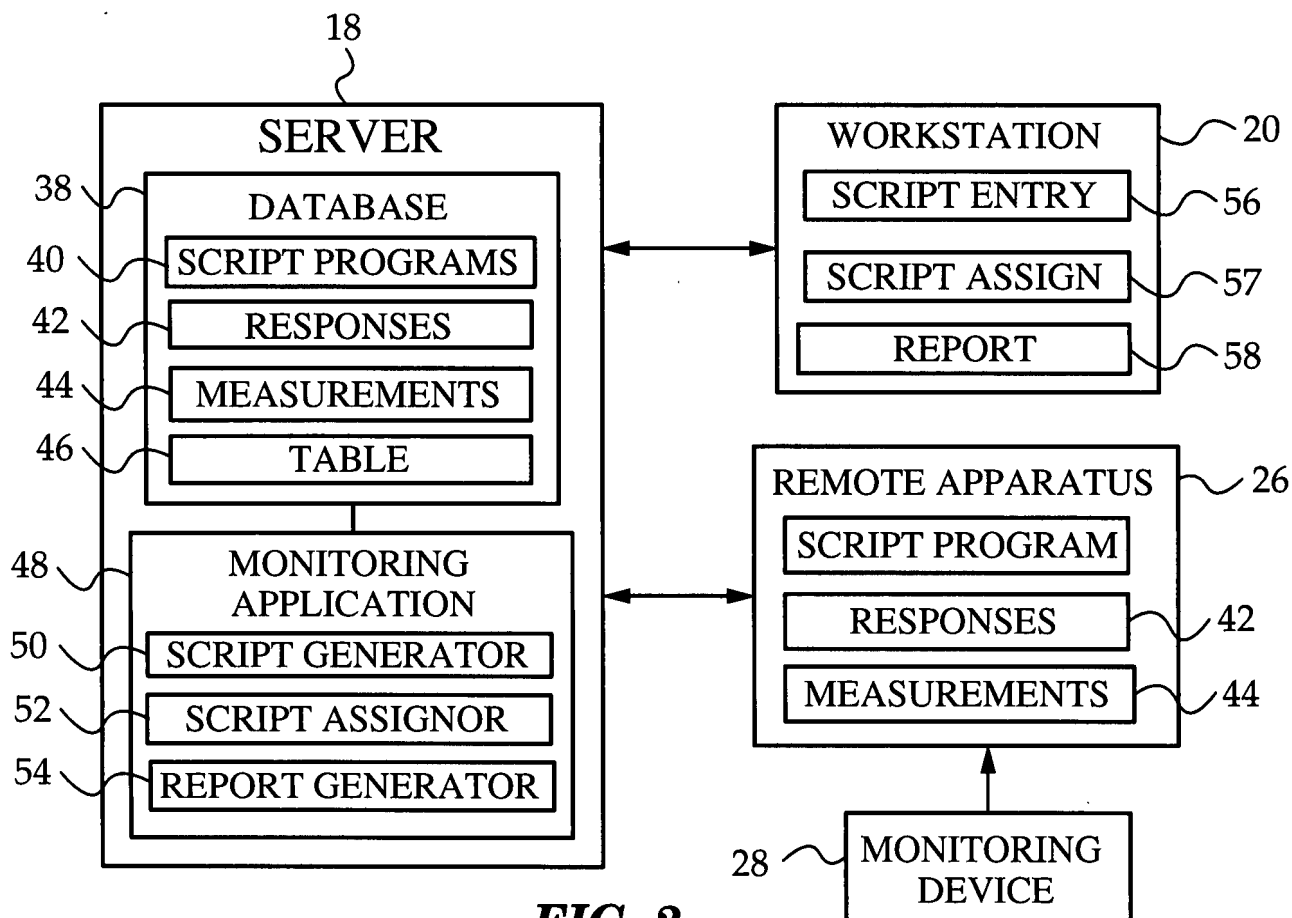 18
SERVER
38
DATABASE
40
SCRIPT PROGRAMS
42
RESPONSES
44
MEASUREMENTS
46
TABLE
48
MONITORING
APPLICATION
50
SCRIPT GENERATOR
52
SCRIPT ASSIGNOR
54
REPORT GENERATOR
WORKSTATION
20
SCRIPT ENTRY
56
SCRIPT ASSIGN
57
REPORT
58
REMOTE APPARATUS
26
SCRIPT PROGRAM
RESPONSES
42
MEASUREMENTS
44
28
MONITORING
DEVICE